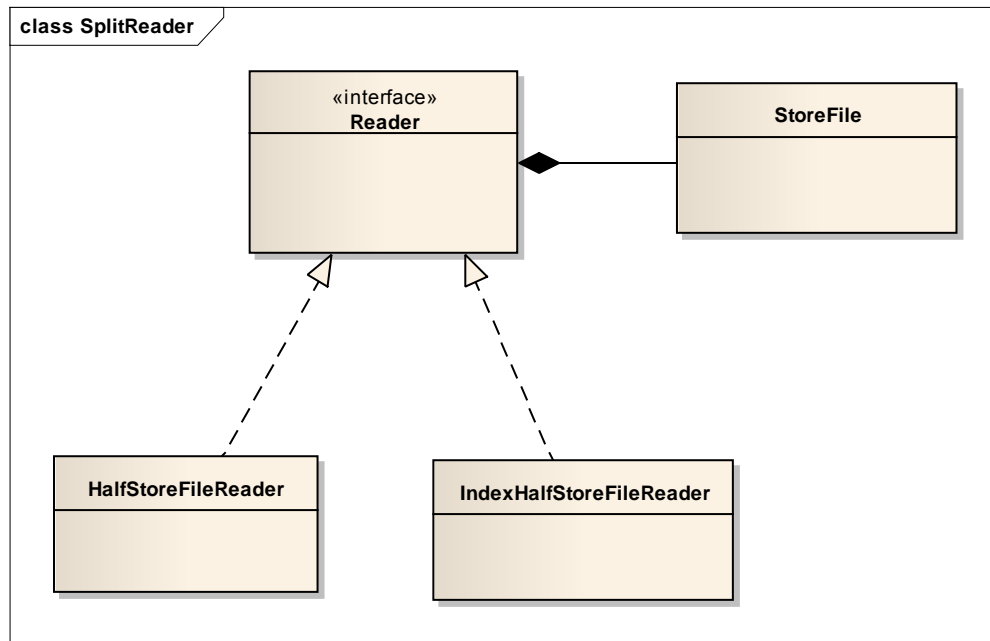 class SplitReader
«interface»
Reader
StoreFile
HalfStoreFileReader
IndexHalfStoreFileReader